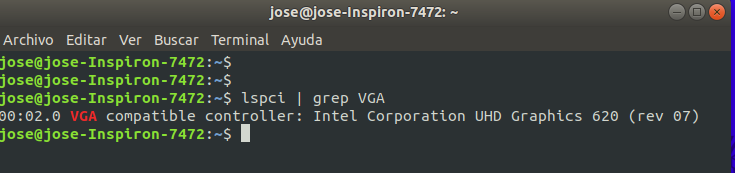 jose@jose-Inspiron-7472: ~
Archivo Editar Ver Buscar Terminal Ayuda
jose@jose-Inspiron-7472:~$
jose@jose-Inspiron-7472:~$
jose@jose-Inspiron-7472:~$ lspci | grep VGA
00:02.0 VGA compatible controller: Intel Corporation UHD Graphics 620 (rev 07)
jose@jose-Inspiron-7472:~$